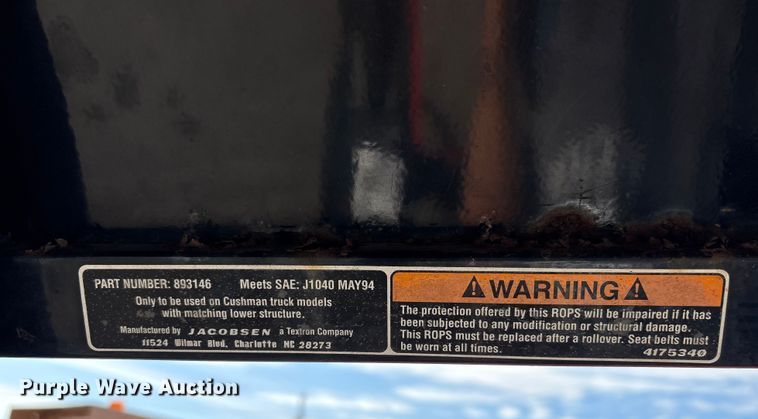 PART NUMBER: 893146 Meets SAE: J1040 MAY94
Only to be used on Cushman truck models
with matching lower structure.
Manufactured by JACOBSEN a Textron Company
11524 Wilmar Blvd, Charlotte NC 28273
WARNING
The protection offered by this ROPS will be impaired if it has
been subjected to any modification or structural damage.
This ROPS must be replaced after a rollover. Seat belts must
be worn at all times.
4175340
Purple Wave Auction